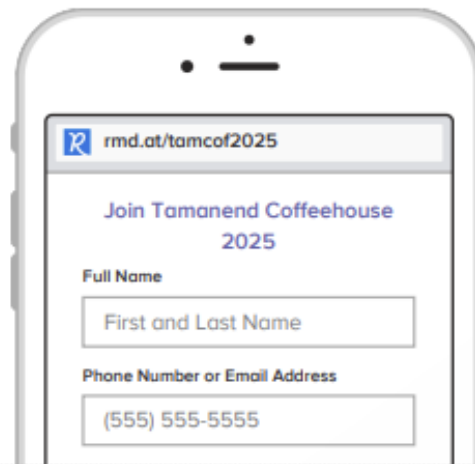 rmd.at/tamcof2025
Join Tamanend Coffeehouse
2025
Full Name
First and Last Name
Phone Number or Email Address
(555) 555-5555